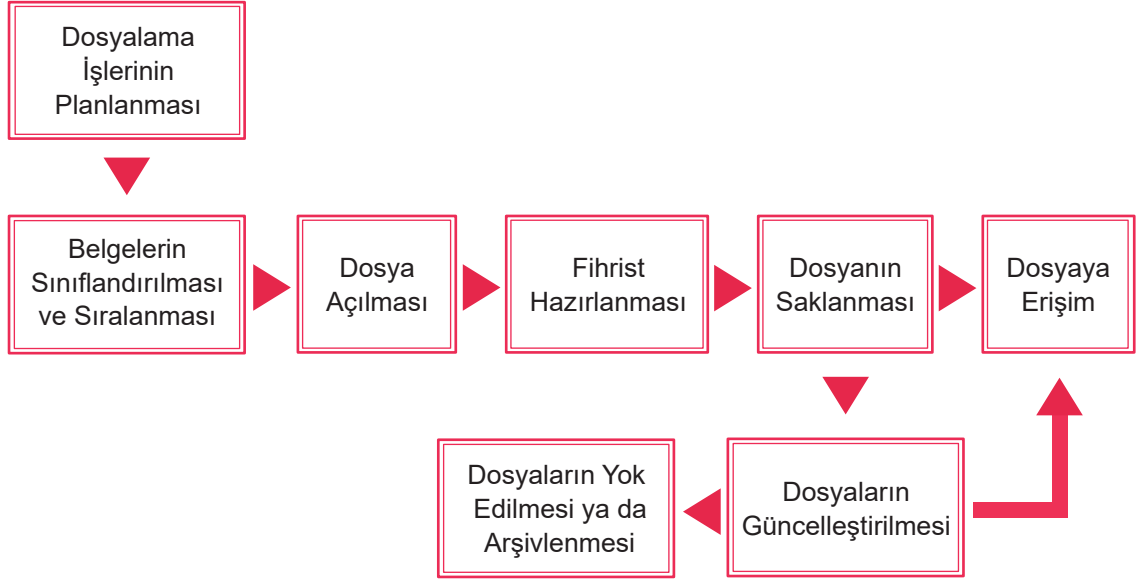 Dosyalama
İşlerinin
Planlanması
Belgelerin
Sınıflandırılması
ve Sıralanması
Dosya
Açılması
Fihrist
Hazırlanması
Dosyanın
Saklanması
Dosyaya
Erişim
Dosyaların Yok
Edilmesi ya da
Arşivlenmesi
Dosyaların
Güncelleştirilmesi